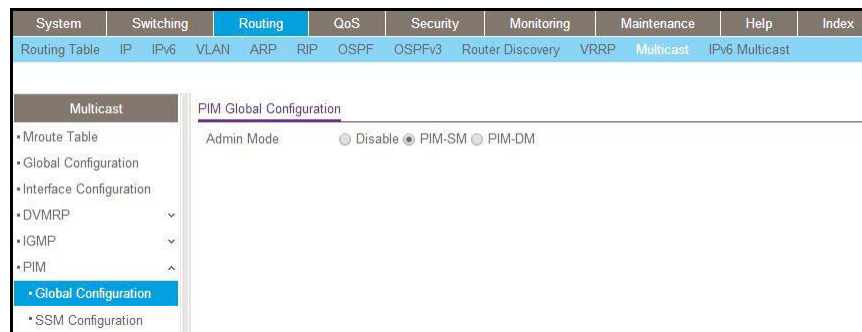 System Switching Routing QoS Security Monitoring Maintenance Help Index
Routing Table IP IPv6 VLAN ARP RIP OSPF OSPFv3 Router Discovery VRRP Multicast IPv6 Multicast
Multicast
Mroute Table
Global Configuration
Interface Configuration
DVMRP
IGMP
PIM
Global Configuration
SSM Configuration
PIM Global Configuration
Admin Mode Disable PIM-SM PIM-DM